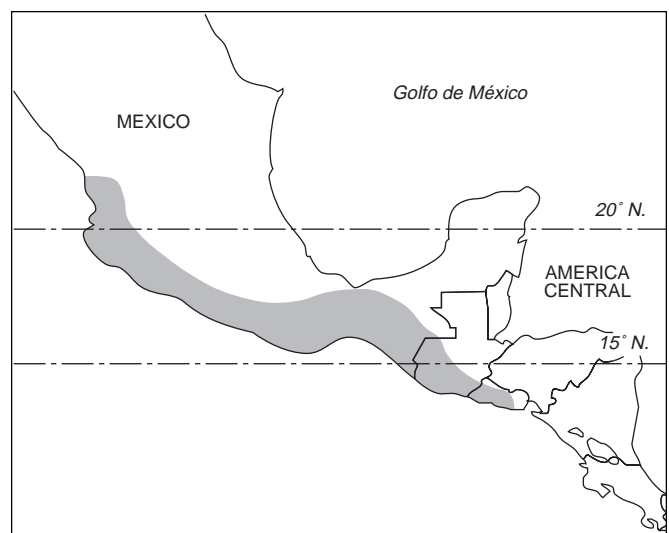 Golfo de México
MEXICO
20° N.
AMERICA
CENTRAL
15° N.